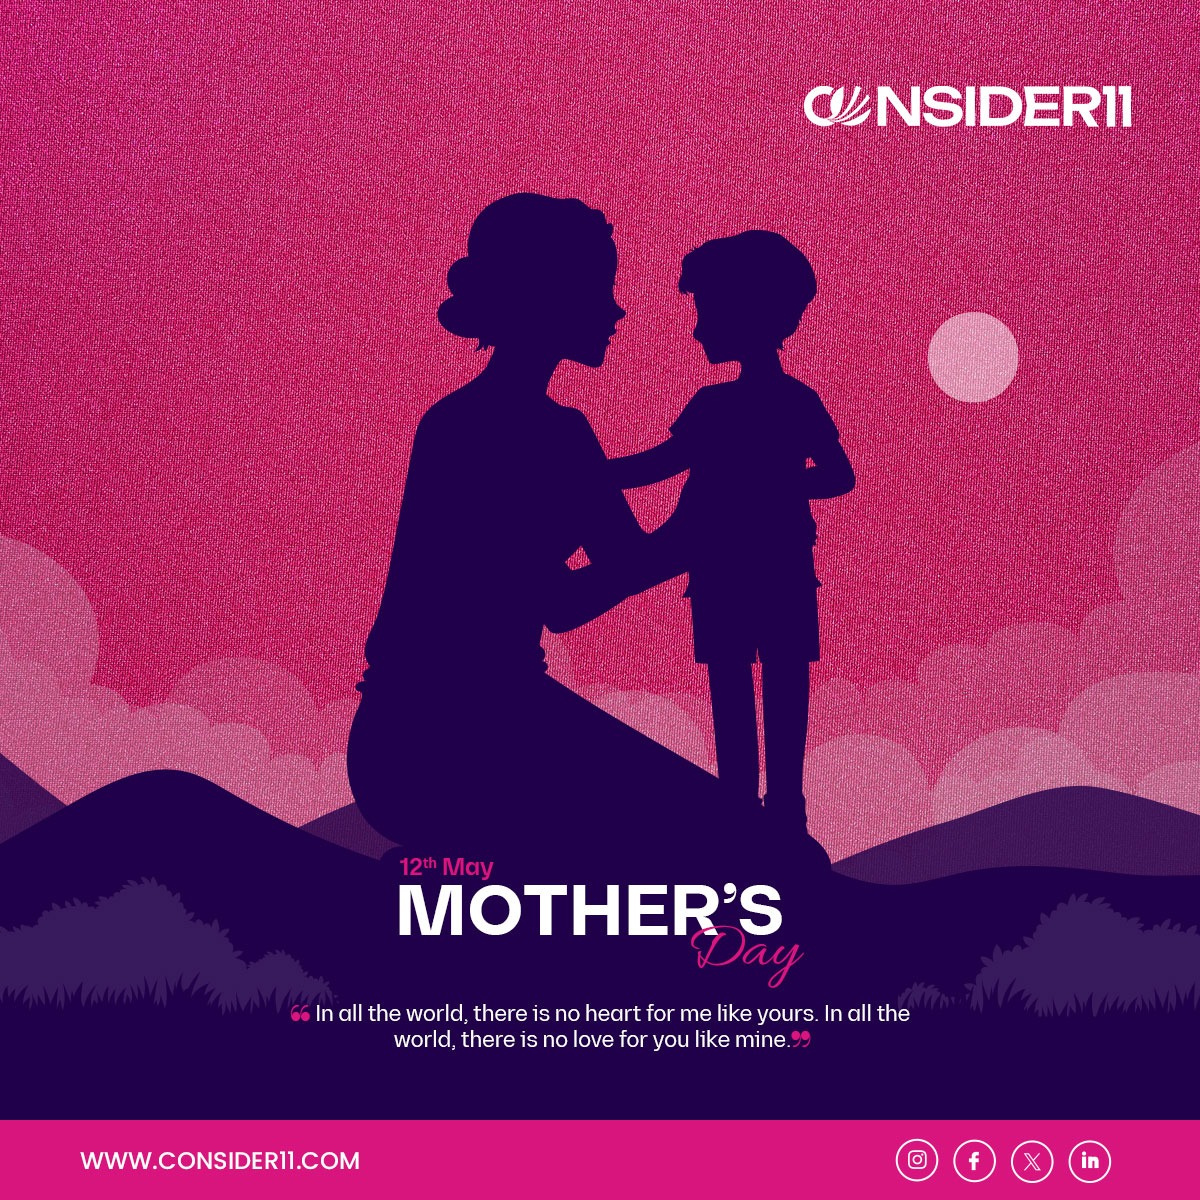 CONSIDER11
12th May
MOTHER’S
Day
“ In all the world, there is no heart for me like yours. In all the
world, there is no love for you like mine.”
WWW.CONSIDER11.COM